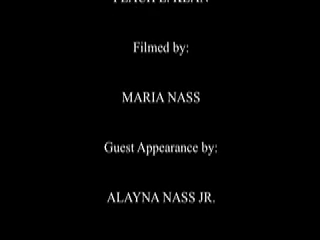 Filmed by:
MARIA NASS
Guest Appearance by:
ALAYNA NASS JR.